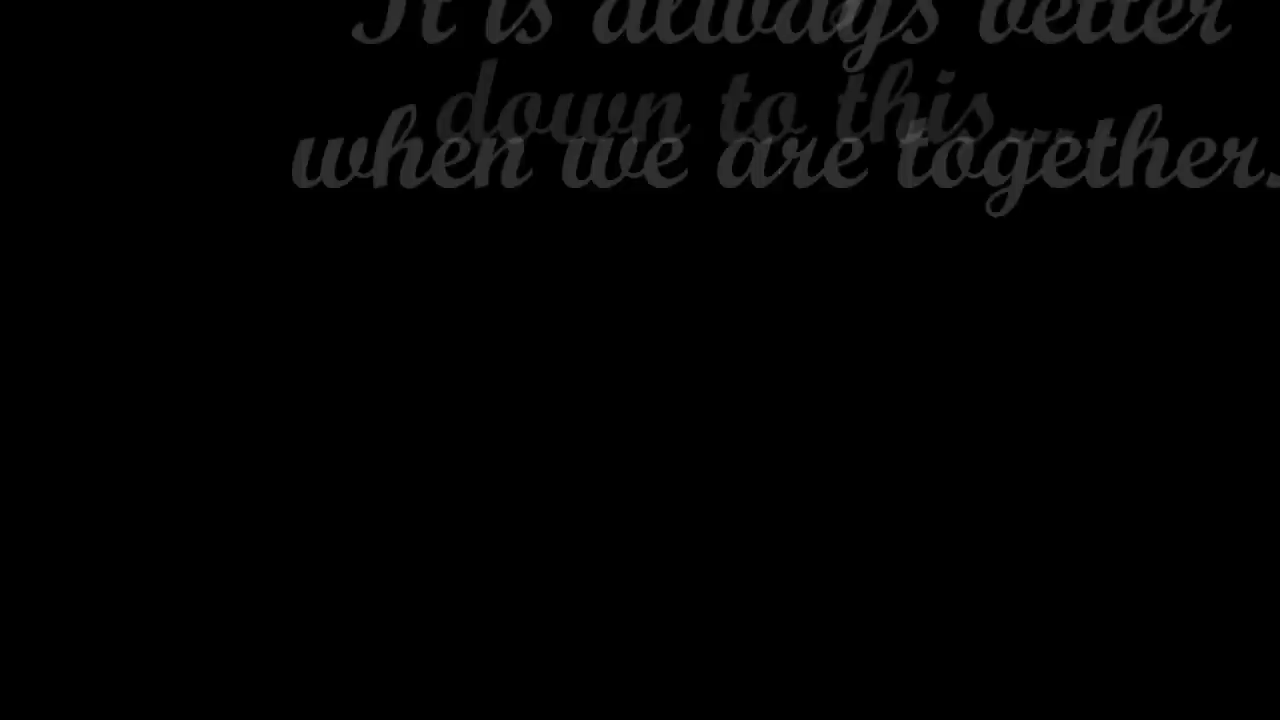 It is always better
down to this...
when we are together.